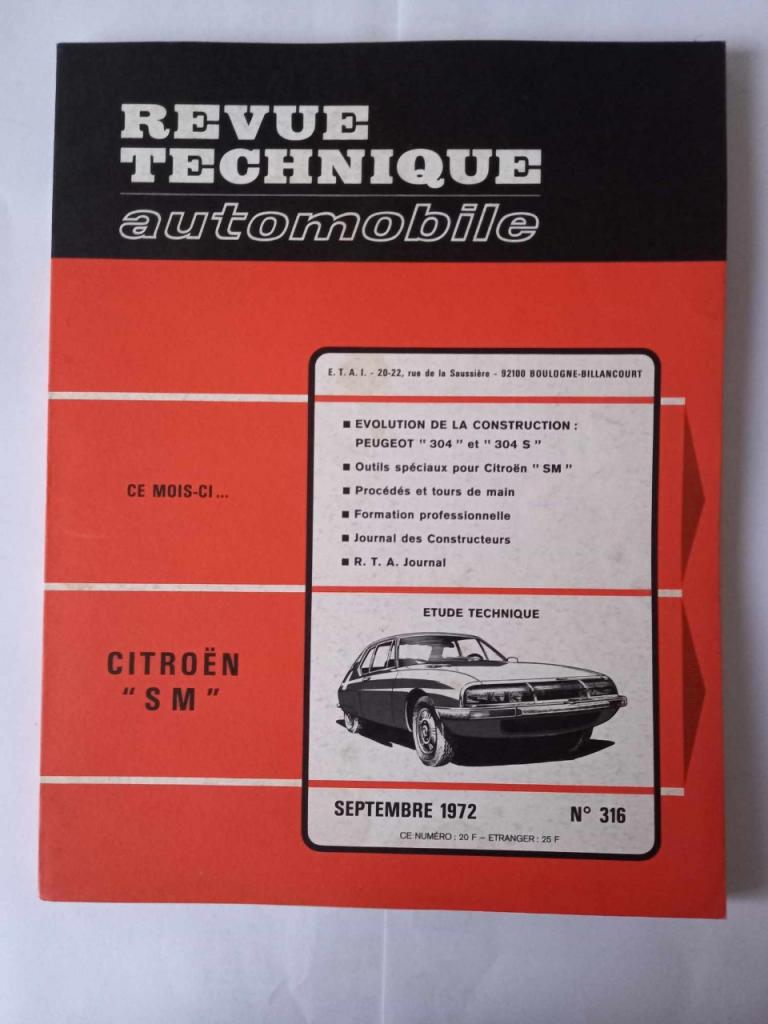 REVUE
TECHNIQUE
automobile
E. T. A. I. - 20-22, rue de la Saussière - 92100 BOULOGNE-BILLANCOURT
CE MOIS-CI...
■ EVOLUTION DE LA CONSTRUCTION :
PEUGEOT " 304 " et " 304 S "
■ Outils spéciaux pour Citroën " SM "
■ Procédés et tours de main
■ Formation professionnelle
■ Journal des Constructeurs
■ R. T. A. Journal
ETUDE TECHNIQUE
CITROËN
" SM "
SEPTEMBRE 1972
N° 316
CE NUMÉRO : 20 F – ETRANGER : 25 F